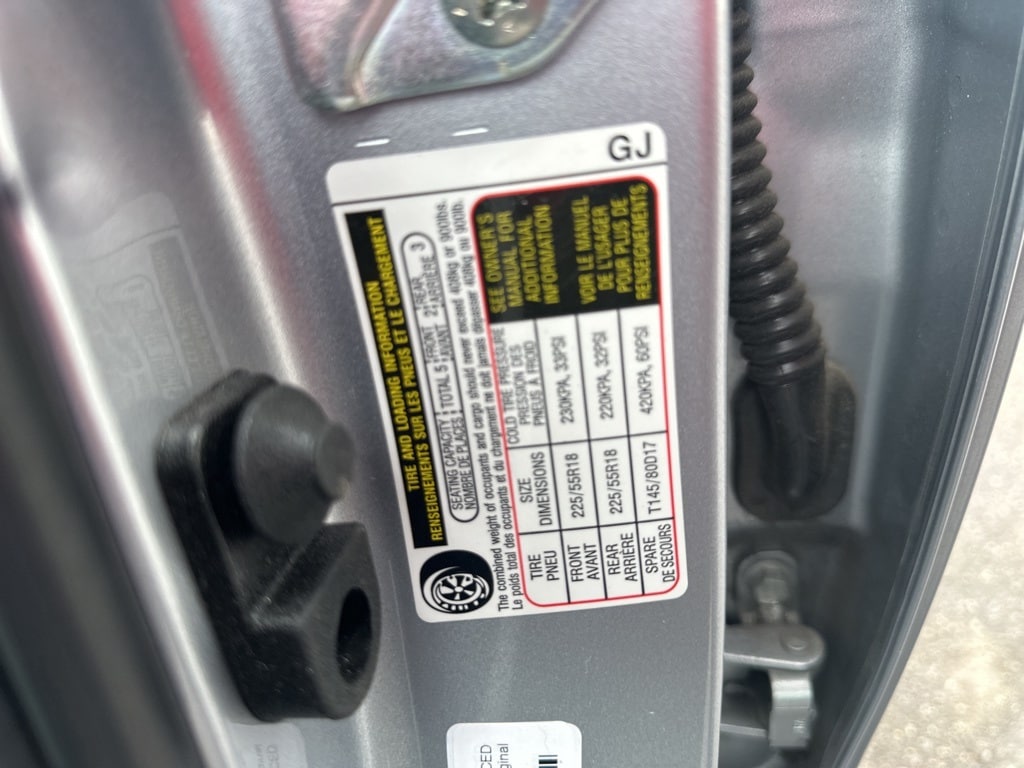 GJ
TIRE AND LOADING INFORMATION
RENSEIGNEMENTS SUR LES PNEUS ET LE CHARGEMENT
SEATING CAPACITY TOTAL 5 FRONT 2 REAR 3
NOMBRE DE PLACES AVANT ARRIÈRE
The combined weight of occupants and cargo should never exceed 408kg or 900lbs.
Le poids total des occupants et du chargement ne doit jamais dépasser 408kg ou 900lb.
TIRE SIZE COLD TIRE PRESSURE
PNEU DIMENSIONS PRESSION DES
PNEUS À FROID
FRONT 225/55R18 230KPA, 33PSI
AVANT
REAR 225/55R18 220KPA, 32PSI
ARRIÈRE
SPARE T145/80D17 420KPA, 60PSI
DE SECOURS
SEE OWNER'S
MANUAL FOR
ADDITIONAL
INFORMATION
VOIR LE MANUEL
DE L'USAGER
POUR PLUS DE
RENSEIGNEMENTS